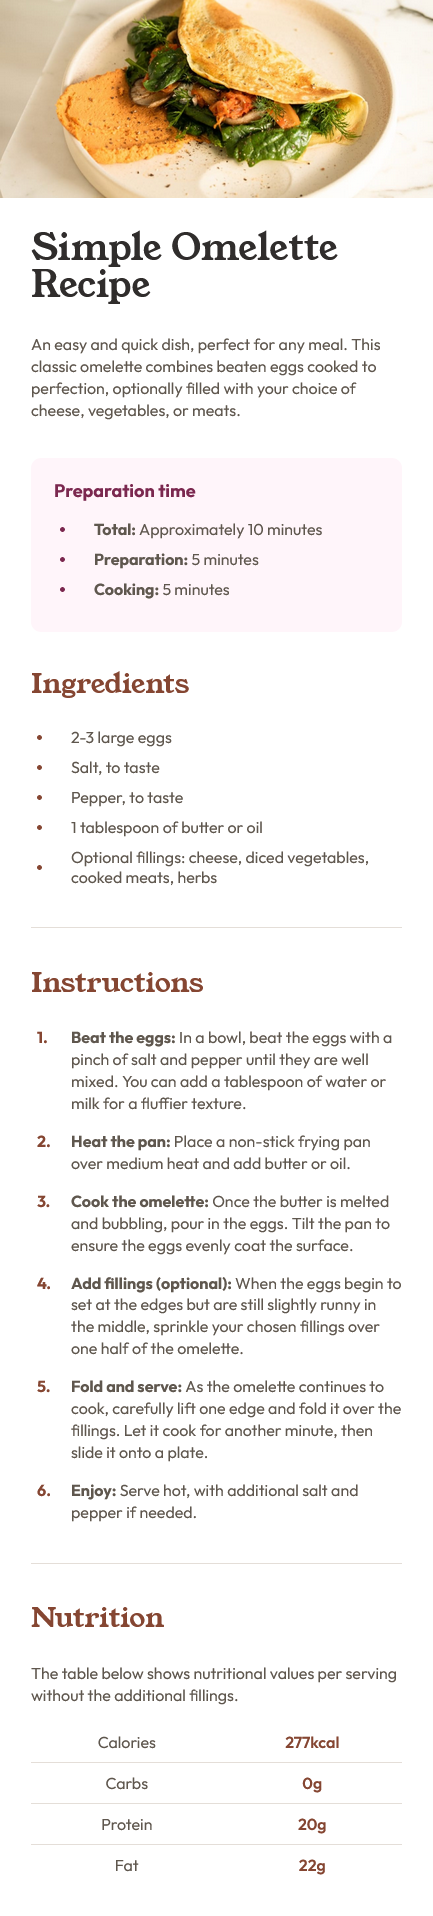 Simple Omelette
Recipe
An easy and quick dish, perfect for any meal. This
classic omelette combines beaten eggs cooked to
perfection, optionally filled with your choice of
cheese, vegetables, or meats.
Preparation time
• Total: Approximately 10 minutes
• Preparation: 5 minutes
• Cooking: 5 minutes
Ingredients
• 2-3 large eggs
• Salt, to taste
• Pepper, to taste
• 1 tablespoon of butter or oil
• Optional fillings: cheese, diced vegetables,
cooked meats, herbs
Instructions
1. Beat the eggs: In a bowl, beat the eggs with a
pinch of salt and pepper until they are well
mixed. You can add a tablespoon of water or
milk for a fluffier texture.
2. Heat the pan: Place a non-stick frying pan
over medium heat and add butter or oil.
3. Cook the omelette: Once the butter is melted
and bubbling, pour in the eggs. Tilt the pan to
ensure the eggs evenly coat the surface.
4. Add fillings (optional): When the eggs begin to
set at the edges but are still slightly runny in
the middle, sprinkle your chosen fillings over
one half of the omelette.
5. Fold and serve: As the omelette continues to
cook, carefully lift one edge and fold it over the
fillings. Let it cook for another minute, then
slide it onto a plate.
6. Enjoy: Serve hot, with additional salt and
pepper if needed.
Nutrition
The table below shows nutritional values per serving
without the additional fillings.
Calories 277kcal
Carbs 0g
Protein 20g
Fat 22g